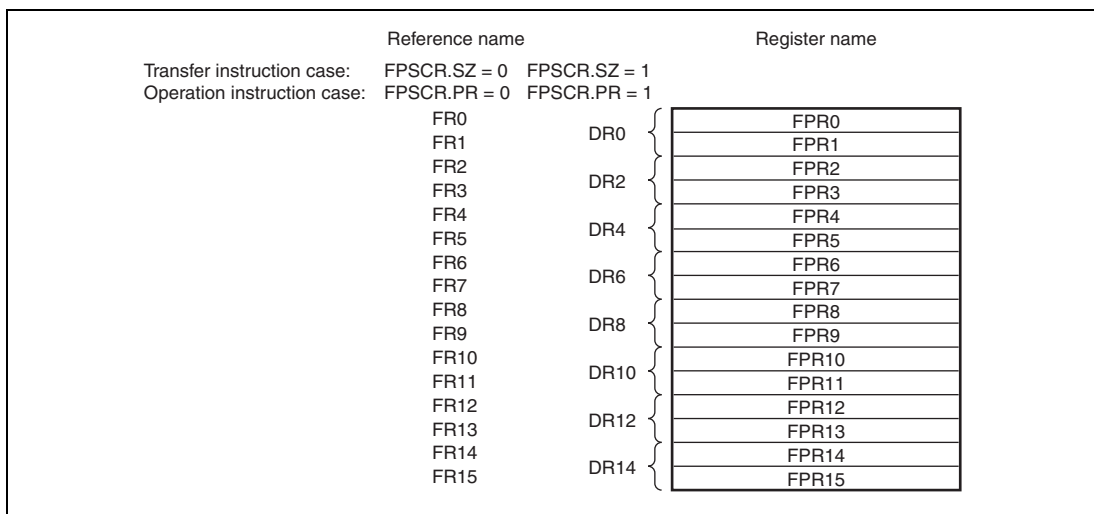 Reference name Register name
Transfer instruction case: FPSCR.SZ = 0 FPSCR.SZ = 1
Operation instruction case: FPSCR.PR = 0 FPSCR.PR = 1
FR0 DR0 FPR0
FR1 FPR1
FR2 DR2 FPR2
FR3 FPR3
FR4 DR4 FPR4
FR5 FPR5
FR6 DR6 FPR6
FR7 FPR7
FR8 DR8 FPR8
FR9 FPR9
FR10 DR10 FPR10
FR11 FPR11
FR12 DR12 FPR12
FR13 FPR13
FR14 DR14 FPR14
FR15 FPR15